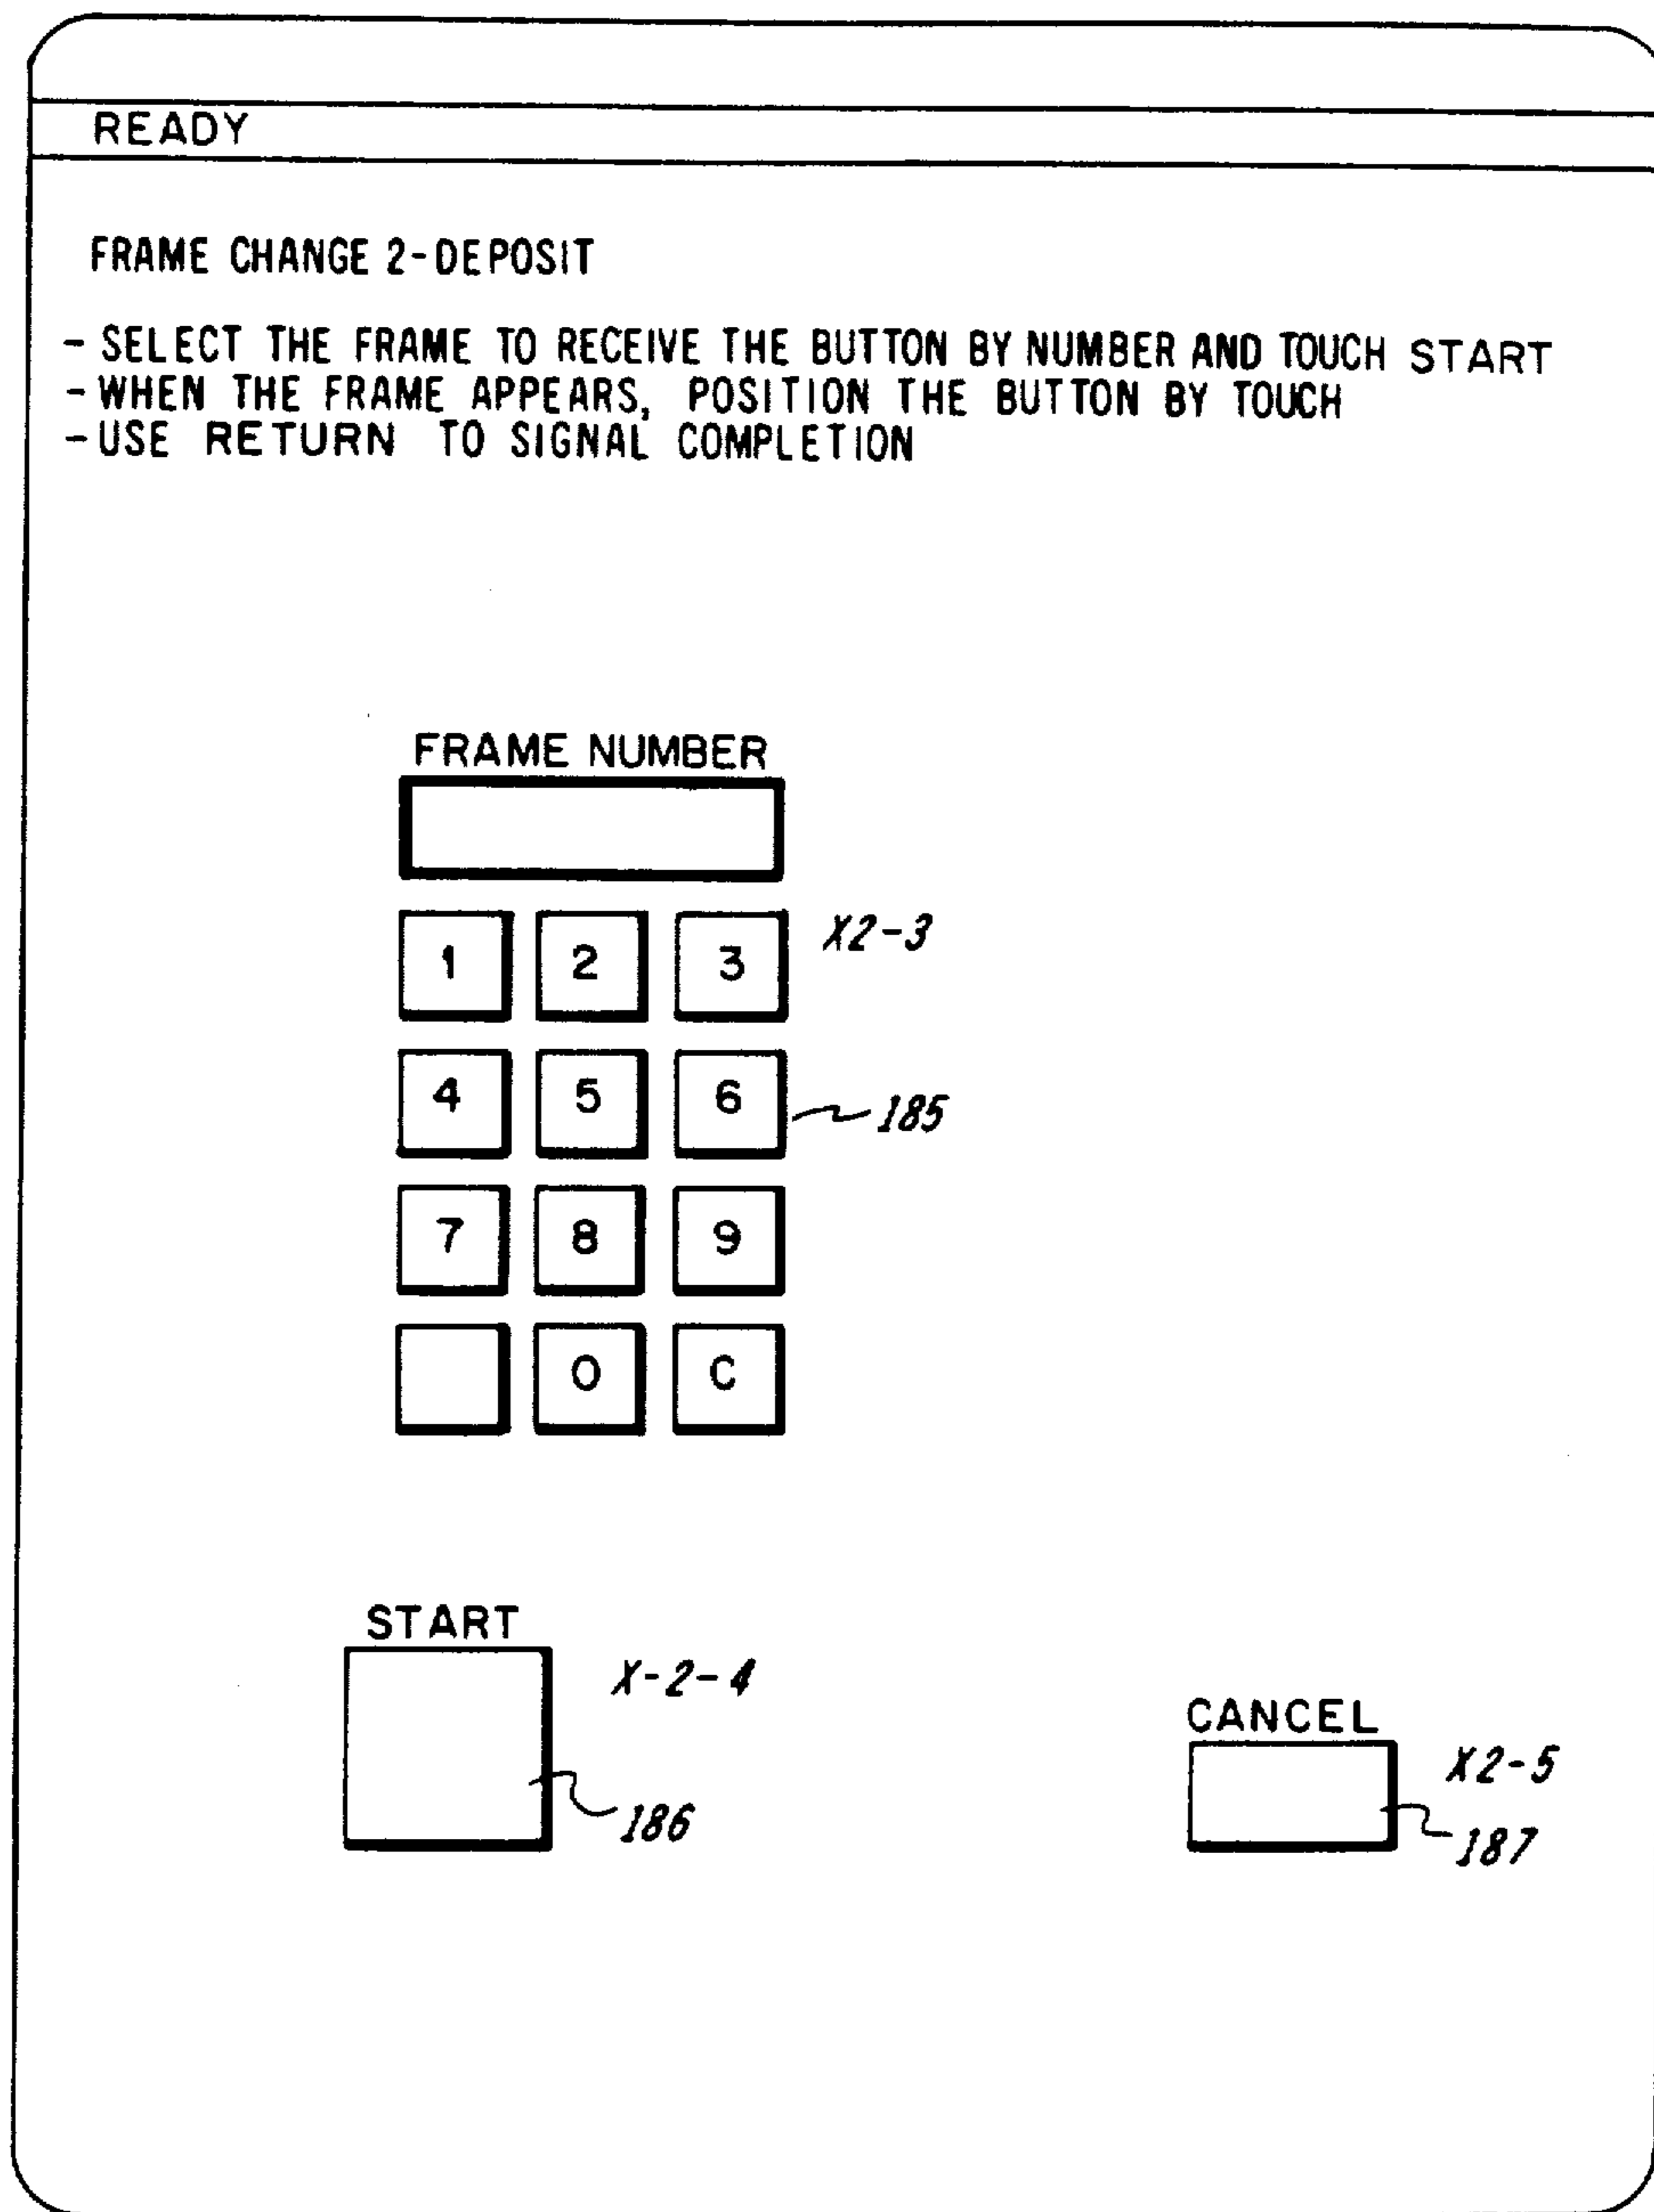 READY
FRAME CHANGE 2-DEPOSIT
- SELECT THE FRAME TO RECEIVE THE BUTTON BY NUMBER AND TOUCH START
- WHEN THE FRAME APPEARS, POSITION THE BUTTON BY TOUCH
- USE RETURN TO SIGNAL COMPLETION
FRAME NUMBER
1 2 3 X2-3
4 5 6 185
7 8 9
0 C
START
X-2-4
186
CANCEL
X2-5
187